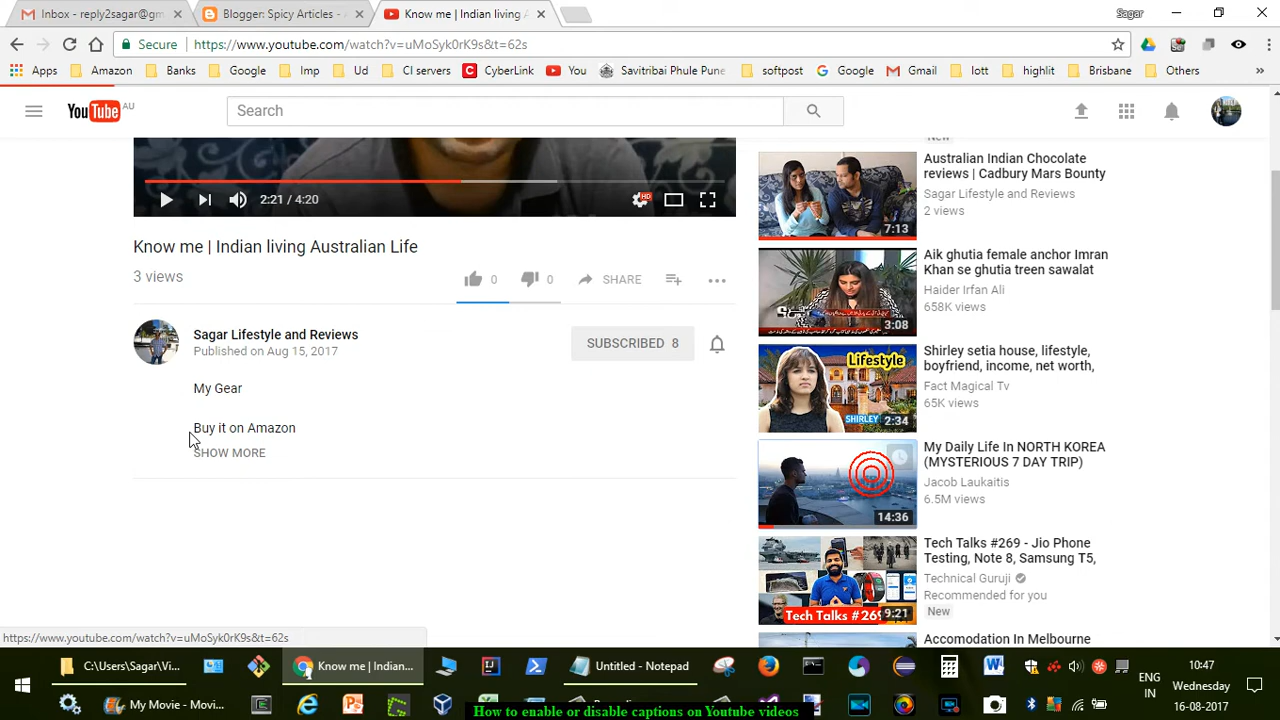 Inbox - reply2sagar@gm
Blogger: Spicy Articles - A
Know me | Indian living A
Sagar
Secure
https://www.youtube.com/watch?v=uMoSyk0rK9s&t=62s
Apps
Amazon
Banks
Google
Imp
Ud
CI servers
CyberLink
You
Savitribai Phule Pune
softpost
Google
Gmail
lott
highlit
Brisbane
Others
YouTube AU
Search
2:21 / 4:20
HD
Know me | Indian living Australian Life
3 views
0
0
SHARE
Sagar Lifestyle and Reviews
Published on Aug 15, 2017
SUBSCRIBED 8
My Gear
Buy it on Amazon
SHOW MORE
New
Australian Indian Chocolate
reviews | Cadbury Mars Bounty
Sagar Lifestyle and Reviews
2 views
7:13
Aik ghutia female anchor Imran
Khan se ghutia treen sawalat
Haider Irfan Ali
658K views
3:08
Shirley setia house, lifestyle,
boyfriend, income, net worth,
Fact Magical Tv
65K views
Lifestyle
SHIRLEY
2:34
My Daily Life In NORTH KOREA
(MYSTERIOUS 7 DAY TRIP)
Jacob Laukaitis
6.5M views
14:36
Tech Talks #269 - Jio Phone
Testing, Note 8, Samsung T5,
Technical Guruji
Recommended for you
New
Tech Talks #269
9:21
Accomodation In Melbourne
https://www.youtube.com/watch?v=uMoSyk0rK9s&t=62s
C:\Users\Sagar\Vi...
Know me | Indian...
Untitled - Notepad
My Movie - Movi...
ENG
IN
10:47
Wednesday
16-08-2017
How to enable or disable captions on Youtube videos